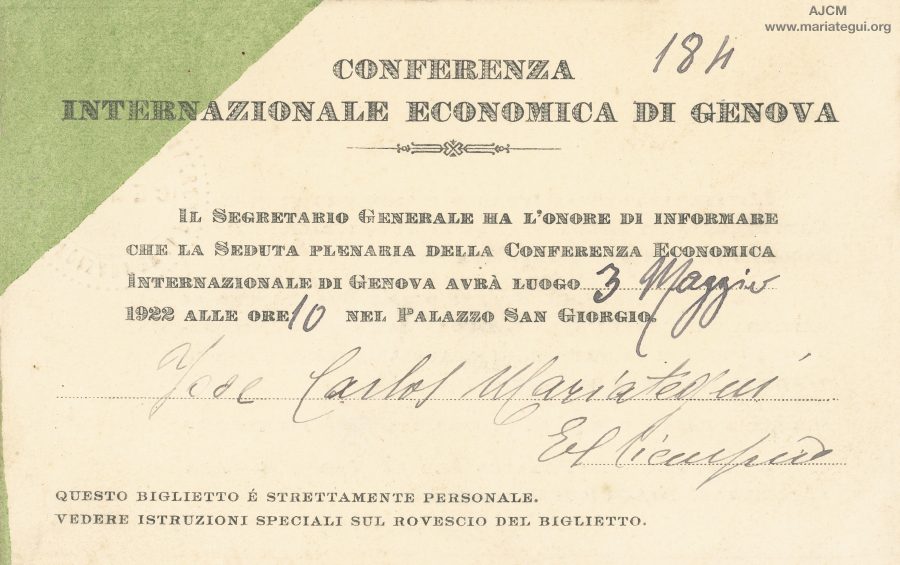 AJCM
www.mariategui.org
184
CONFERENZA
INTERNAZIONALE ECONOMICA DI GENOVA
IL SEGRETARIO GENERALE HA L'ONORE DI INFORMARE
CHE LA SEDUTA PLENARIA DELLA CONFERENZA ECONOMICA
INTERNAZIONALE DI GENOVA AVRÀ LUOGO 3 Maggio
1922 ALLE ORE 10 NEL PALAZZO SAN GIORGIO.
Jose Carlos Mariategui
El Tiempo
QUESTO BIGLIETTO É STRETTAMENTE PERSONALE.
VEDERE ISTRUZIONI SPECIALI SUL ROVESCIO DEL BIGLIETTO.